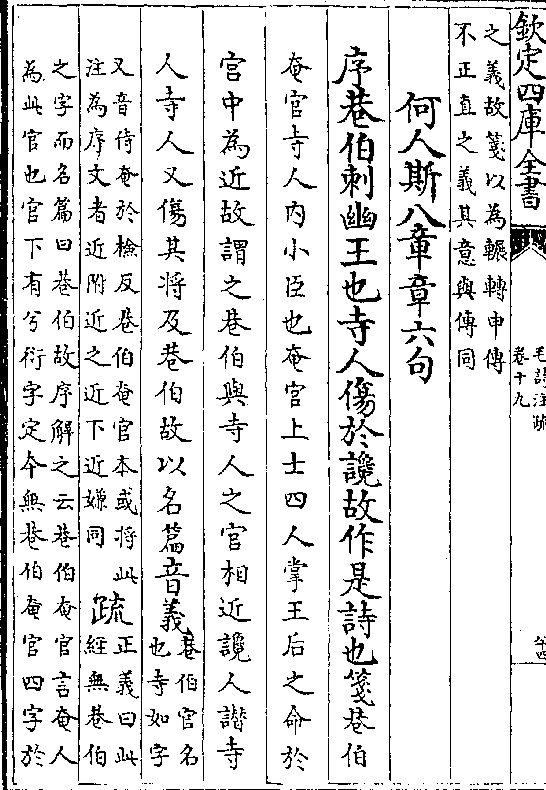 欽定四庫全書
毛詩注疏
卷十九
之義故箋以為輾轉申傳
不正直之義其意與傳同
何人斯八章章六句
序巷伯刺幽王也寺人傷於讒故作是詩也箋巷伯
奄官寺人内小臣也奄官上士四人掌王后之命於
宮中為近故謂之巷伯與寺人之官相近讒人譖寺
人寺人又傷其将及巷伯故以名篇音義巷伯官名
也寺如字
又音侍奄於檢反巷伯奄官本或将此
注為序文者近附近之近下近嫌同
疏正義曰此
經無巷伯
之字而名篇曰巷伯故序解之云巷伯奄官言奄人
為此官也官下有兮衍字定本無巷伯奄官四字於